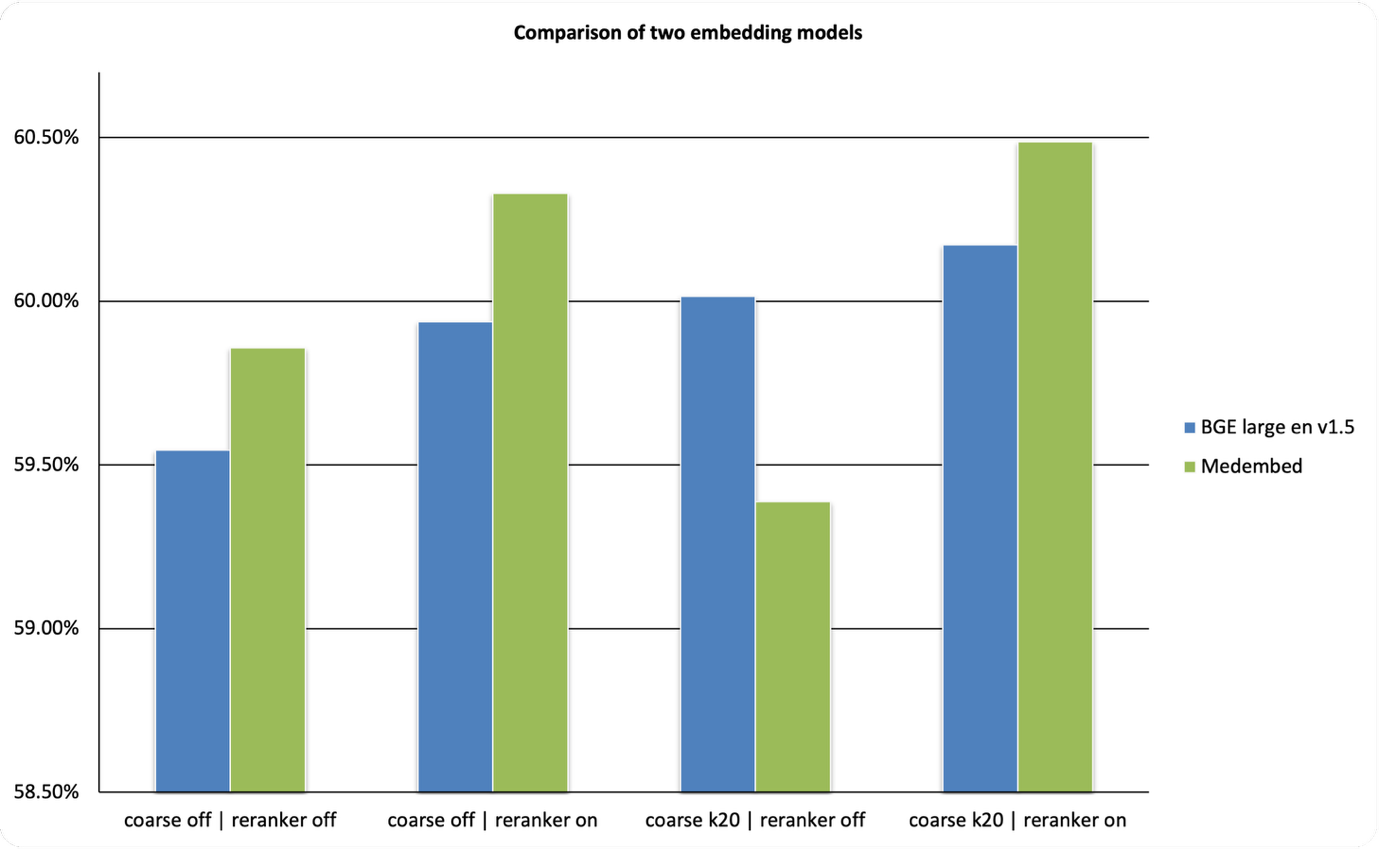 Comparison of two embedding models
60.50%
60.00%
59.50%
59.00%
58.50%
coarse off | reranker off
coarse off | reranker on
coarse k20 | reranker off
coarse k20 | reranker on
BGE large en v1.5
Medembed